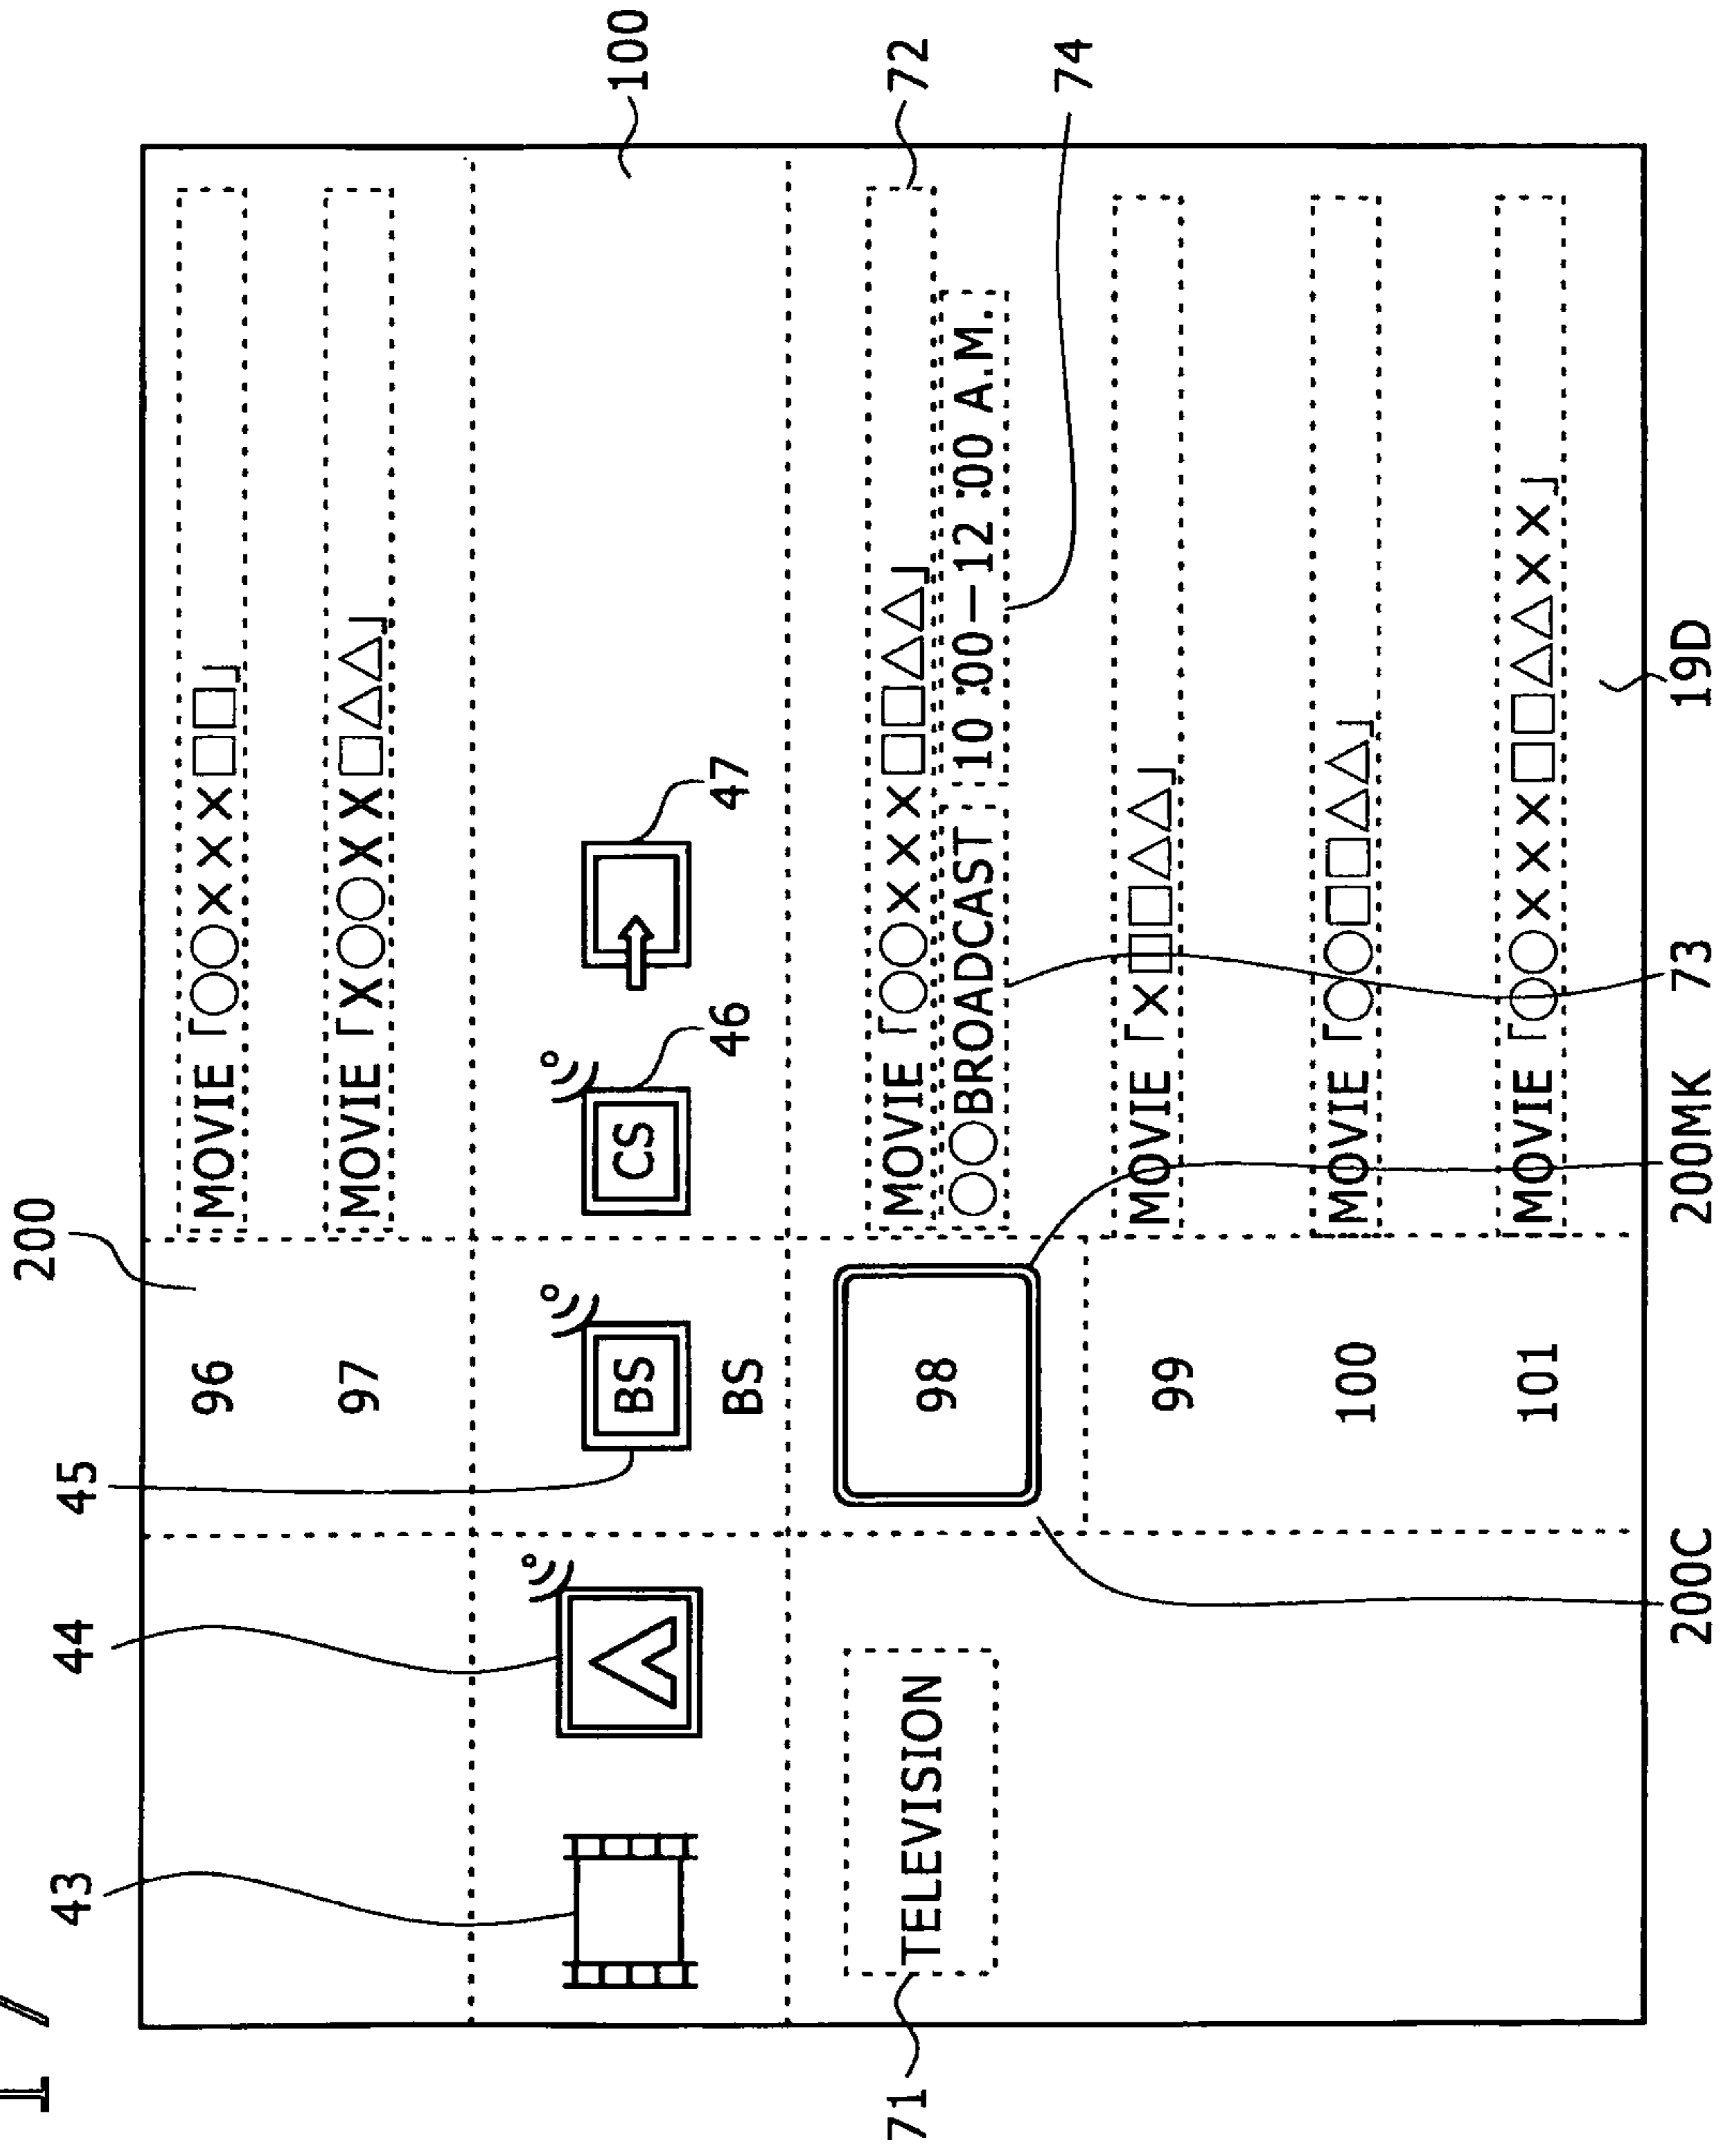 200
43 44 45
96 MOVIE 「○○×××□□」
97 MOVIE 「×○○××□△△」
BS CS 100
46 47
BS
71 TELEVISION 98 MOVIE 「○○×××□□△△」 72
○○BROADCAST 10:00−12:00 A.M.
74
99 MOVIE 「×□□△△」
100 MOVIE 「○○□□△△」
101 MOVIE 「○○×××□□△△××」
200C 200MK 73 19D